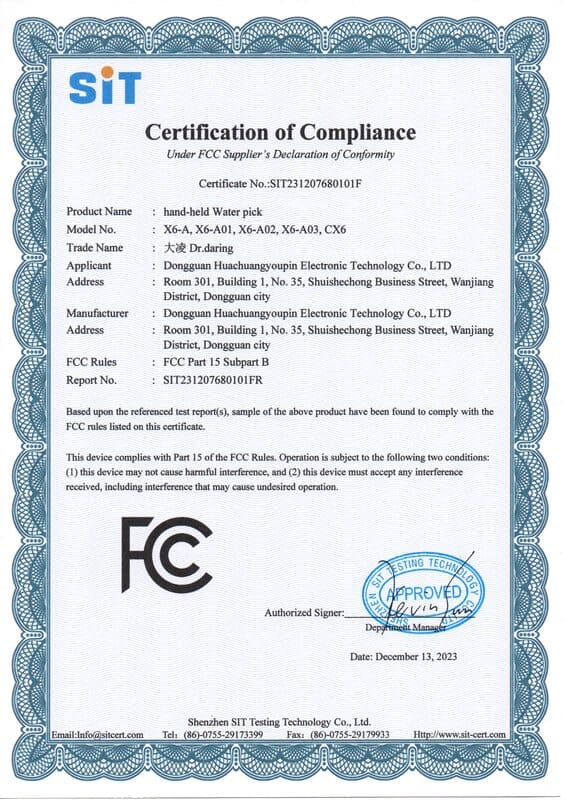 SiT
Certification of Compliance
Under FCC Supplier's Declaration of Conformity
Certificate No.:SIT231207680101F
Product Name : hand-held Water pick
Model No. : X6-A, X6-A01, X6-A02, X6-A03, CX6
Trade Name : 大凌 Dr.daring
Applicant : Dongguan Huachuangyoupin Electronic Technology Co., LTD
Address : Room 301, Building 1, No. 35, Shuishechong Business Street, Wanjiang
District, Dongguan city
Manufacturer : Dongguan Huachuangyoupin Electronic Technology Co., LTD
Address : Room 301, Building 1, No. 35, Shuishechong Business Street, Wanjiang
District, Dongguan city
FCC Rules : FCC Part 15 Subpart B
Report No. : SIT231207680101FR
Based upon the referenced test report(s), sample of the above product have been found to comply with the
FCC rules listed on this certificate.
This device complies with Part 15 of the FCC Rules. Operation is subject to the following two conditions:
(1) this device may not cause harmful interference, and (2) this device must accept any interference
received, including interference that may cause undesired operation.
FCC
SHENZHEN SIT TESTING TECHNOLOGY
APPROVED
Authorized Signer:
Department Manager
Date: December 13, 2023
Shenzhen SIT Testing Technology Co., Ltd.
Email:Info@sitcert.com Tel: (86)-0755-29173399 Fax: (86)-0755-29179933 Http://www.sit-cert.com